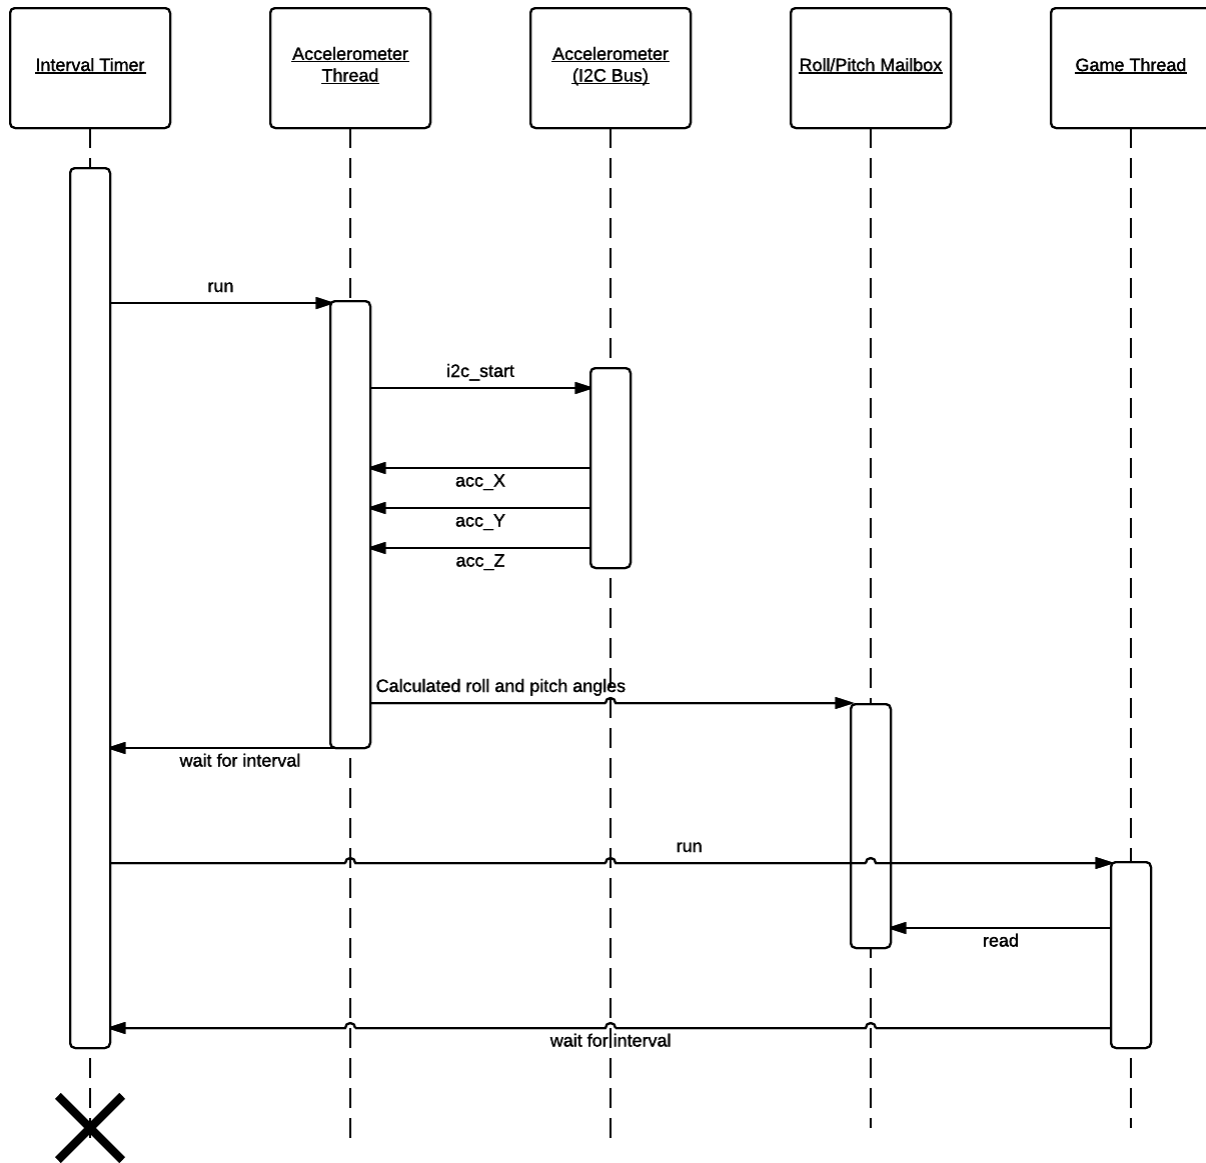 Interval Timer
Accelerometer
Thread
Accelerometer
(I2C Bus)
Roll/Pitch Mailbox
Game Thread
run
i2c_start
acc_X
acc_Y
acc_Z
Calculated roll and pitch angles
wait for interval
run
read
wait for interval